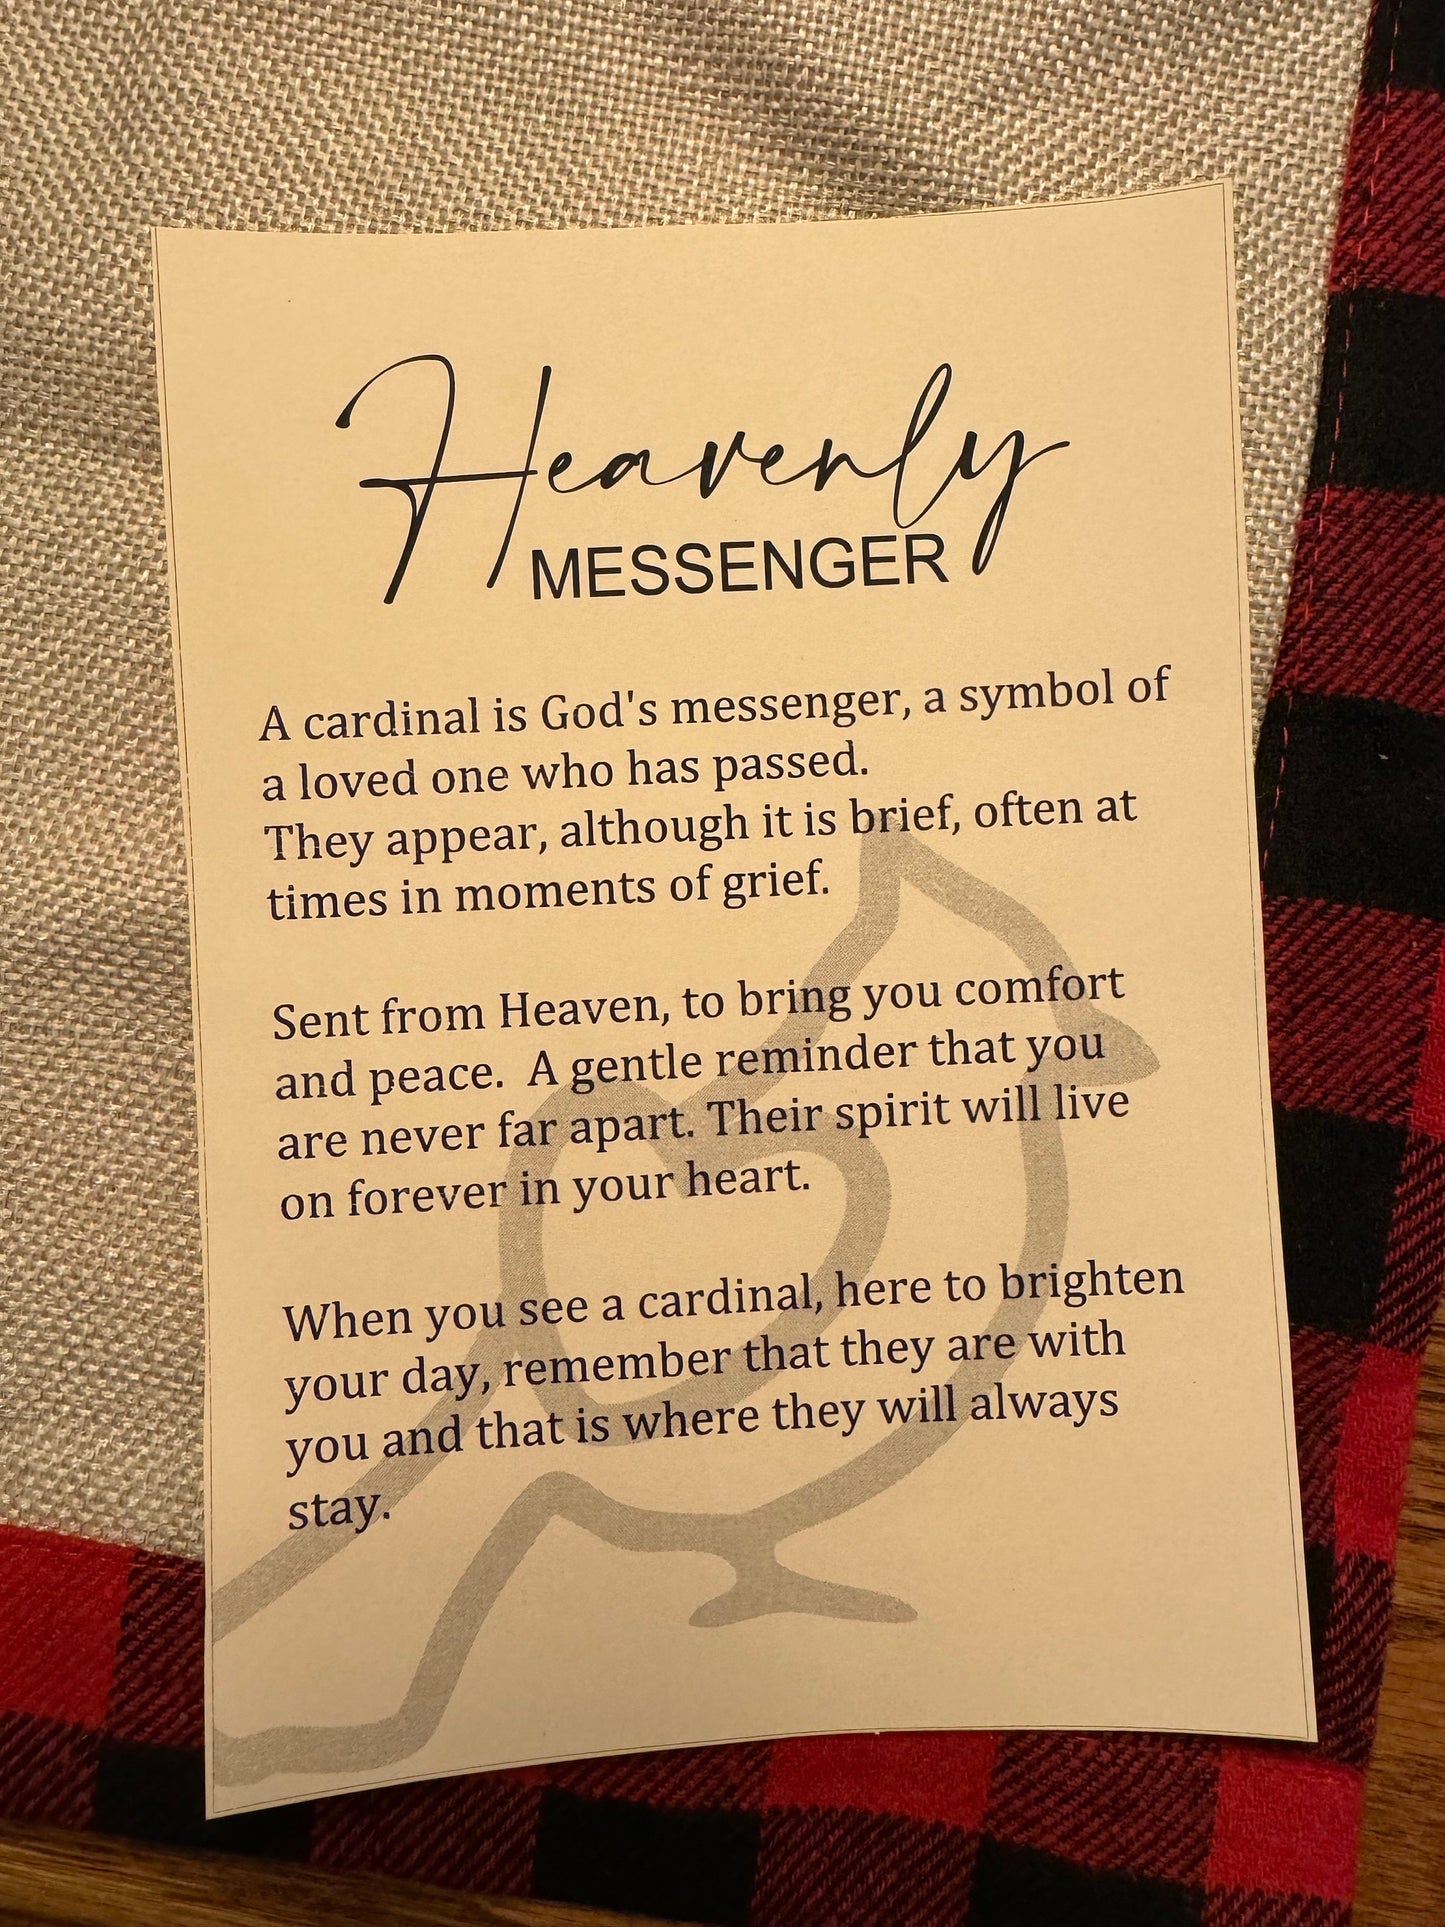 Heavenly
MESSENGER
A cardinal is God's messenger, a symbol of
a loved one who has passed.
They appear, although it is brief, often at
times in moments of grief.
Sent from Heaven, to bring you comfort
and peace.  A gentle reminder that you
are never far apart. Their spirit will live
on forever in your heart.
When you see a cardinal, here to brighten
your day, remember that they are with
you and that is where they will always
stay.